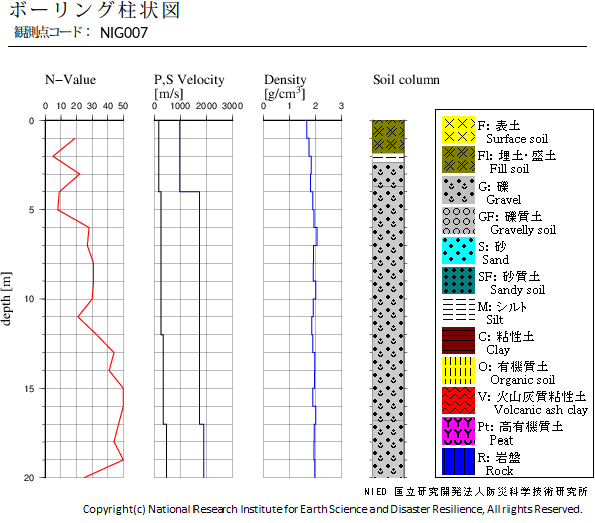 ボーリング柱状図
観測点コード： NIG007
N-Value
P,S Velocity
[m/s]
Density
[g/cm3]
Soil column
0 10 20 30 40 50
0 1000 2000 3000
0 1 2 3
0
5
10
15
20
depth [m]
F: 表土
Surface soil
Fl: 埋土・盛土
Fill soil
G: 礫
Gravel
GF: 礫質土
Gravelly soil
S: 砂
Sand
SF: 砂質土
Sandy soil
M: シルト
Silt
C: 粘性土
Clay
O: 有機質土
Organic soil
V: 火山灰質粘性土
Volcanic ash clay
Pt: 高有機質土
Peat
R: 岩盤
Rock
NIED 国立研究開発法人防災科学技術研究所
Copyright(c) National Research Institute for Earth Science and Disaster Resilience, All rights Reserved.